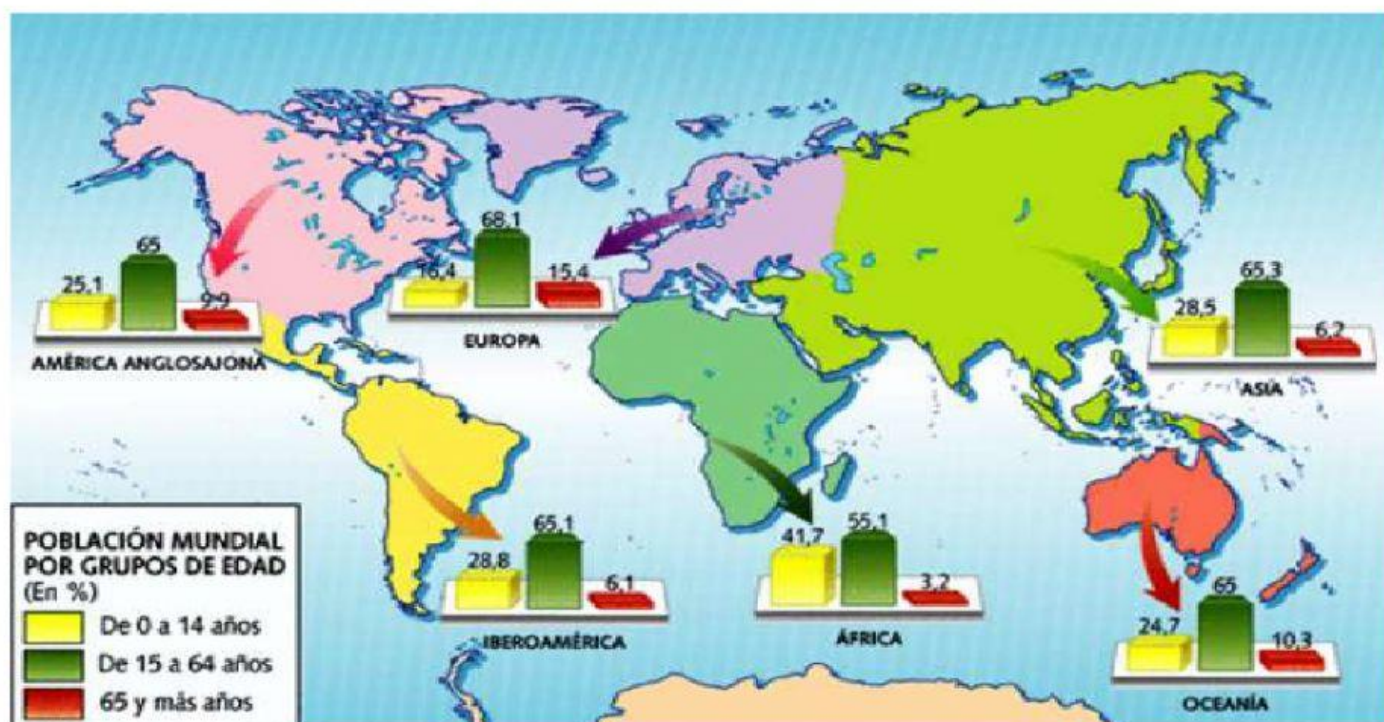 68,1
16,4
15,4
EUROPA
65
25,1
9,9
AMÉRICA ANGLOSAJONA
65,3
28,5
6,2
ASÍA
65,1
28,8
6,1
IBEROAMÉRICA
55,1
41,7
3,2
ÁFRICA
65
24,7
10,3
OCEANÍA
POBLACIÓN MUNDIAL
POR GRUPOS DE EDAD
(En %)
De 0 a 14 años
De 15 a 64 años
65 y más años